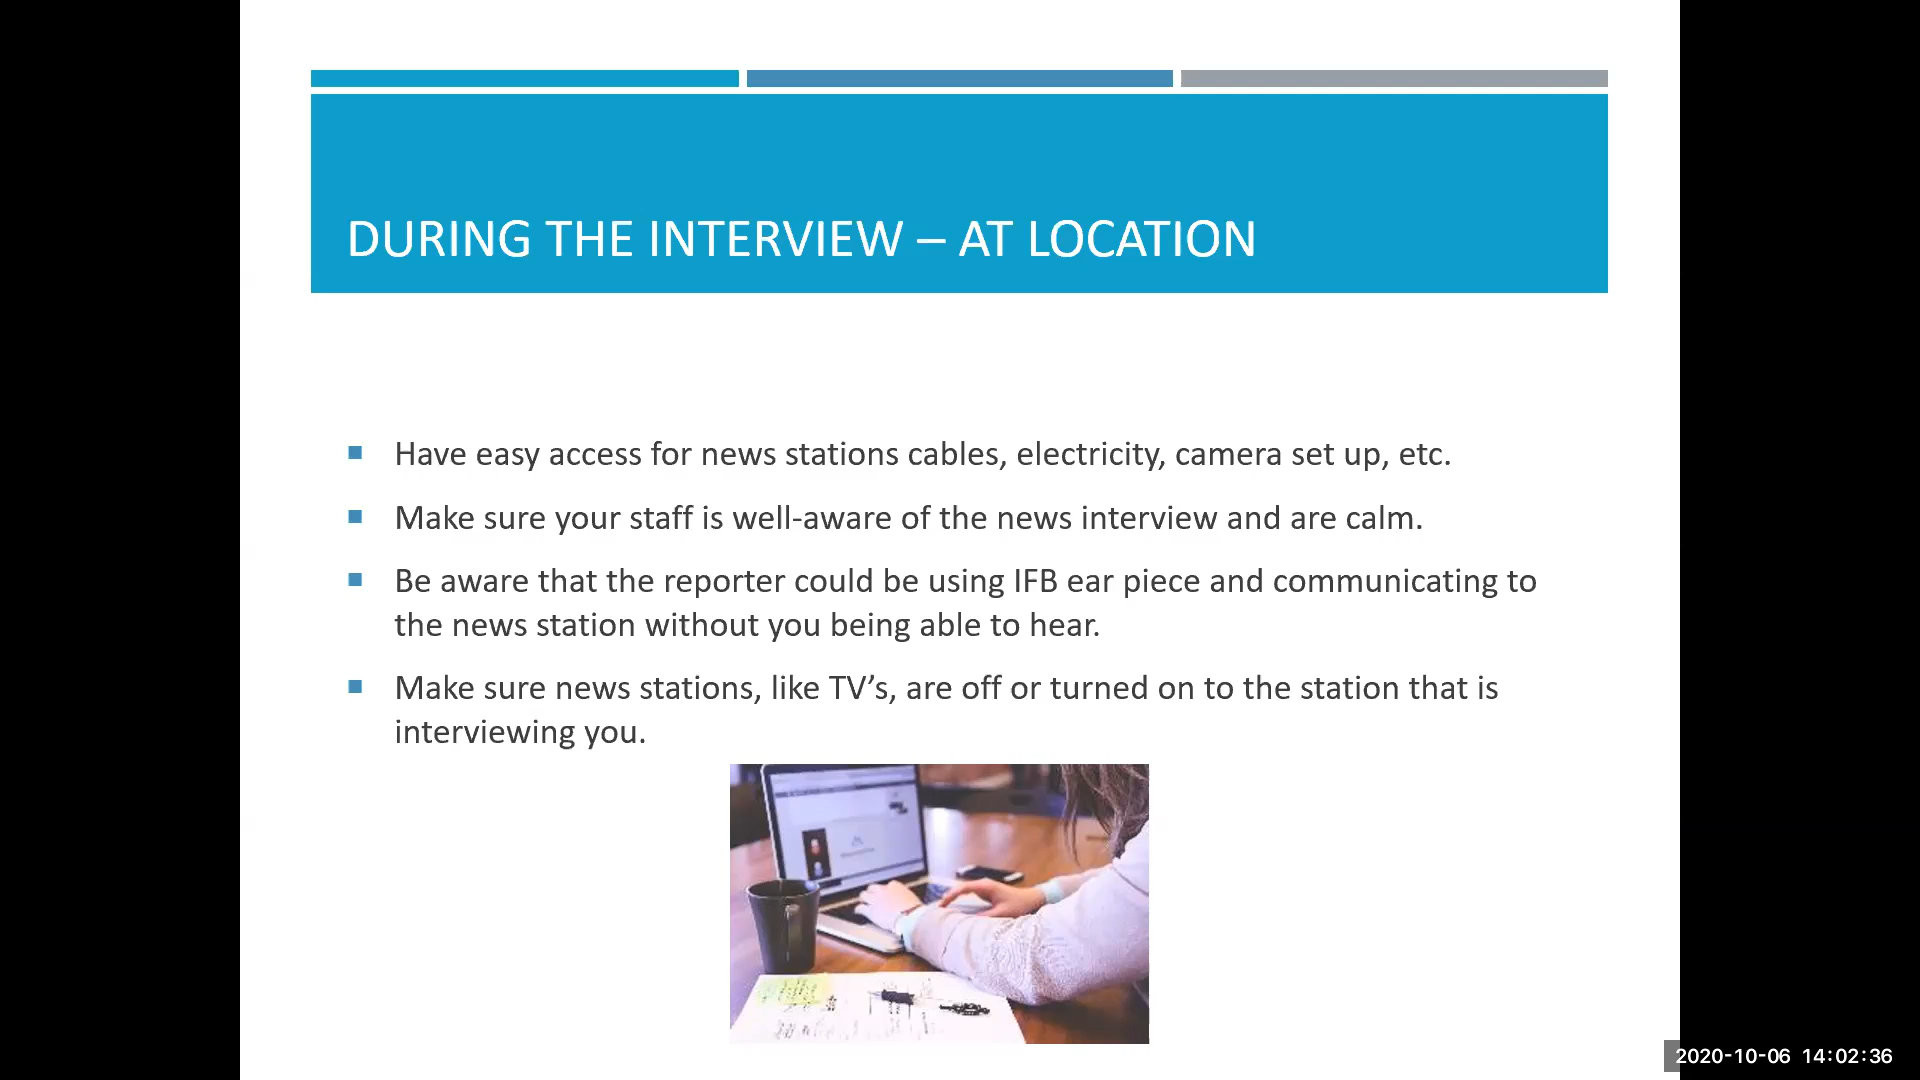 DURING THE INTERVIEW – AT LOCATION
Have easy access for news stations cables, electricity, camera set up, etc.
Make sure your staff is well-aware of the news interview and are calm.
Be aware that the reporter could be using IFB ear piece and communicating to
the news station without you being able to hear.
Make sure news stations, like TV’s, are off or turned on to the station that is
interviewing you.
2020-10-06 14:02:36